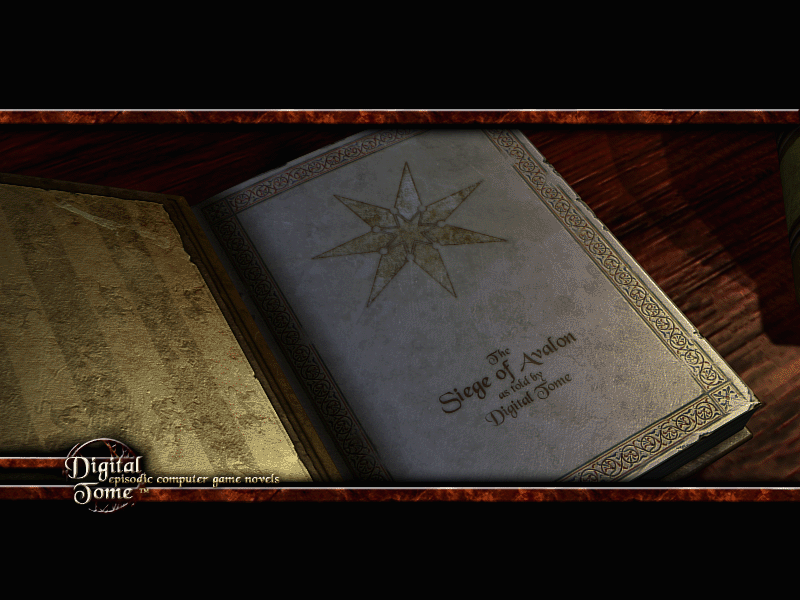 The
Siege of Avalon
as told by
Digital Tome
Digital
Tome™
episodic computer game novels